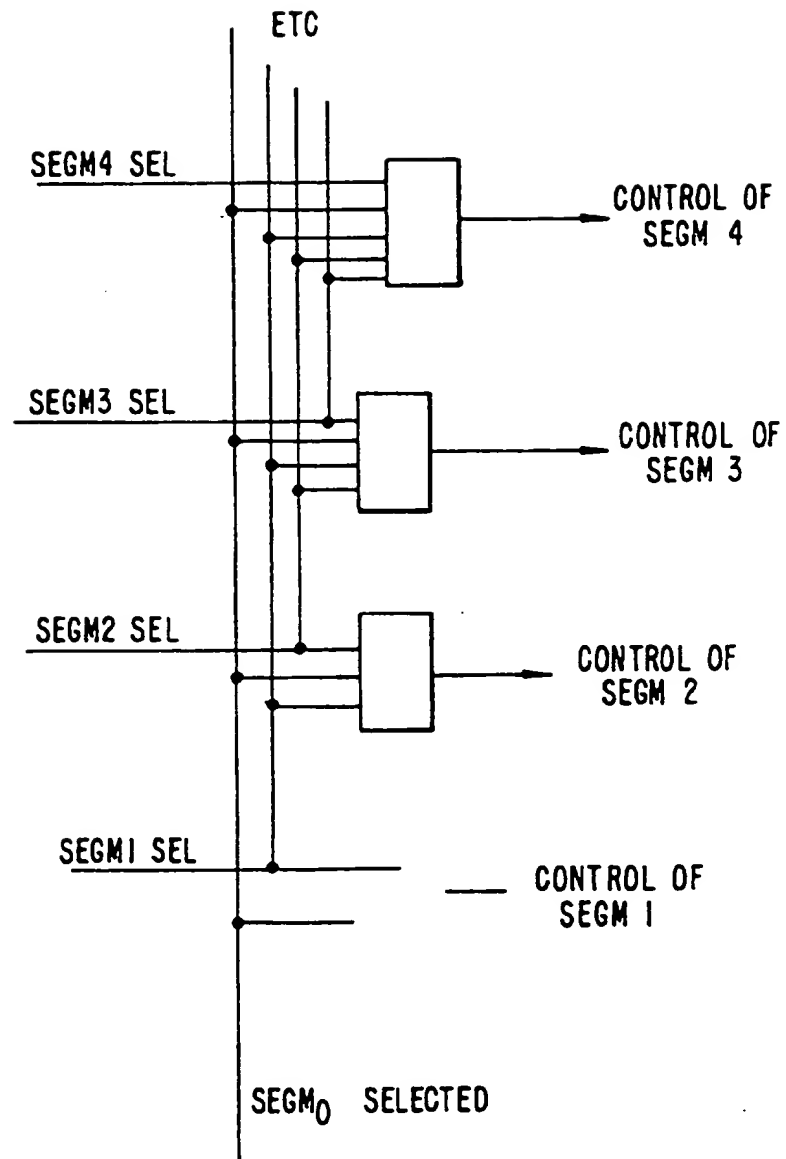 ETC
SEGM4 SEL
CONTROL OF
SEGM 4
SEGM3 SEL
CONTROL OF
SEGM 3
SEGM2 SEL
CONTROL OF
SEGM 2
SEGM1 SEL
CONTROL OF
SEGM 1
SEGM0 SELECTED